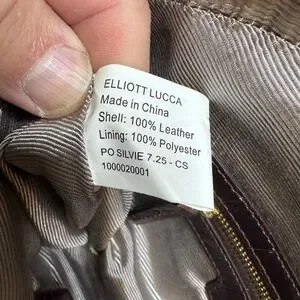 ELLIOTT LUCCA
Made in China
Shell: 100% Leather
Lining: 100% Polyester
PO SILVIE 7.25 - CS
1000020001